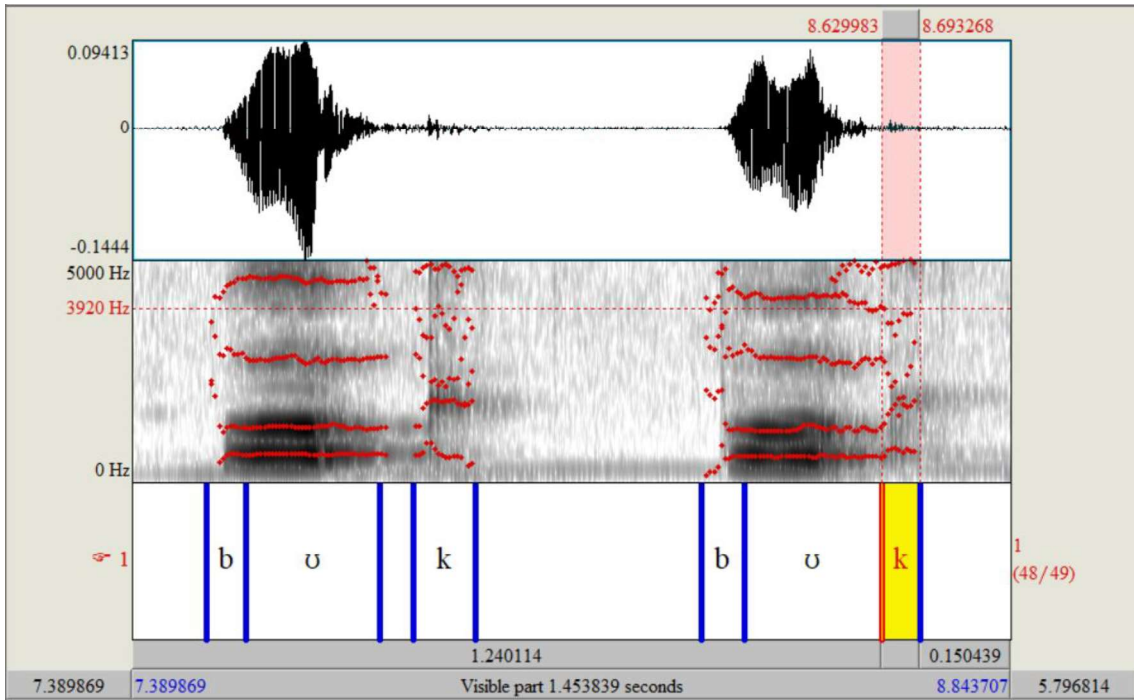 8.629983 8.693268
0.09413
0
-0.1444
5000 Hz
3920 Hz
0 Hz
☞ 1 b ʊ k b ʊ k 1
(48/49)
1.240114 0.150439
7.389869 7.389869 Visible part 1.453839 seconds 8.843707 5.796814